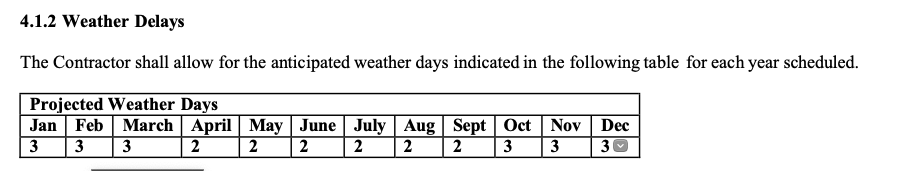 4.1.2 Weather Delays
The Contractor shall allow for the anticipated weather days indicated in the following table for each year scheduled.
Projected Weather Days
Jan Feb March April May June July Aug Sept Oct Nov Dec
3 3 3 2 2 2 2 2 2 3 3 3